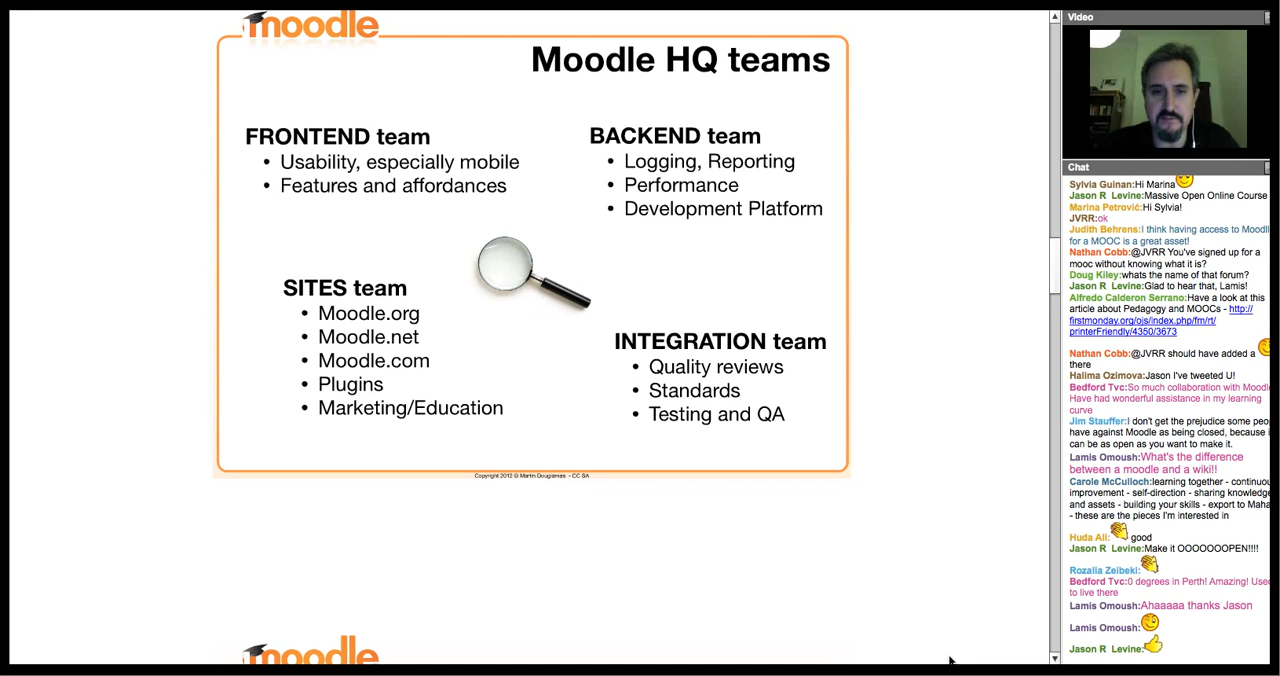 moodle
Moodle HQ teams
FRONTEND team
• Usability, especially mobile
• Features and affordances
BACKEND team
• Logging, Reporting
• Performance
• Development Platform
SITES team
• Moodle.org
• Moodle.net
• Moodle.com
• Plugins
• Marketing/Education
INTEGRATION team
• Quality reviews
• Standards
• Testing and QA
Copyright 2012 © Martin Dougiamas - CC SA
moodle
Video
Chat
Sylvia Guinan:Hi Marina
Jason R Levine:Massive Open Online Course
Marina Petrović:Hi Sylvia!
JVRR:ok
Judith Behrens:I think having access to Moodl
for a MOOC is a great asset!
Nathan Cobb:@JVRR You've signed up for a
mooc without knowing what it is?
Doug Kiley:whats the name of that forum?
Jason R Levine:Glad to hear that, Lamis!
Alfredo Calderon Serrano:Have a look at this
article about Pedagogy and MOOCs - http://
firstmonday.org/ojs/index.php/fm/rt/
printerFriendly/4350/3673
Nathan Cobb:@JVRR should have added a
there
Halima Ozimova:Jason I've tweeted U!
Bedford Tvc:So much collaboration with Moodl
Have had wonderful assistance in my learning
curve
Jim Stauffer:I don't get the prejudice some peo
have against Moodle as being closed, because i
can be as open as you want to make it.
Lamis Omoush:What's the difference
between a moodle and a wiki!!
Carole McCulloch:learning together - continuou
improvement - self-direction - sharing knowledge
and assets - building your skills - export to Maha
- these are the pieces I'm interested in
Huda Ali: good
Jason R Levine:Make it OOOOOOOPEN!!!!
Rozalia Zeibeki:
Bedford Tvc:0 degrees in Perth! Amazing! Used
to live there
Lamis Omoush:Ahaaaaa thanks Jason
Lamis Omoush:
Jason R Levine: